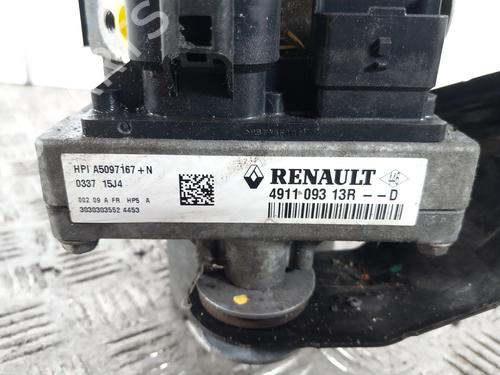 HPI A5097167+N
0337 15J4
002 09 A FR HP5 A
3030303552 4453
RENAULT
4911 093 13R --D